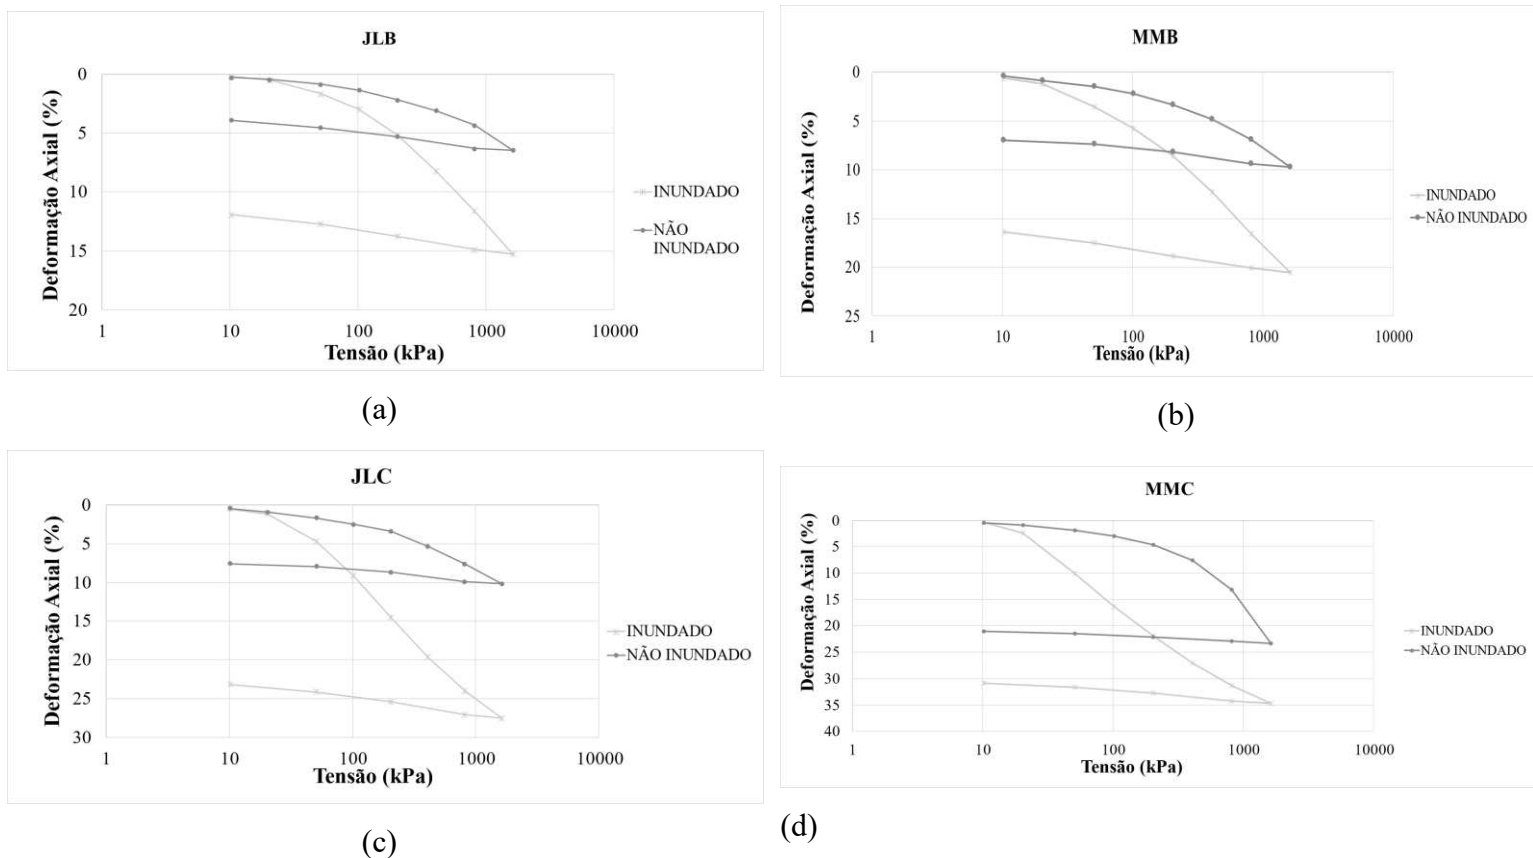 JLB
Deformação Axial (%)
0
5
10
15
20
1 10 100 1000 10000
Tensão (kPa)
INUNDADO
NÃO
INUNDADO
(a)
MMB
Deformação Axial (%)
0
5
10
15
20
25
1 10 100 1000 10000
Tensão (kPa)
INUNDADO
NÃO INUNDADO
(b)
JLC
Deformação Axial (%)
0
5
10
15
20
25
30
1 10 100 1000 10000
Tensão (kPa)
INUNDADO
NÃO INUNDADO
(c)
MMC
Deformação Axial (%)
0
5
10
15
20
25
30
35
40
1 10 100 1000 10000
Tensão (kPa)
INUNDADO
NÃO INUNDADO
(d)